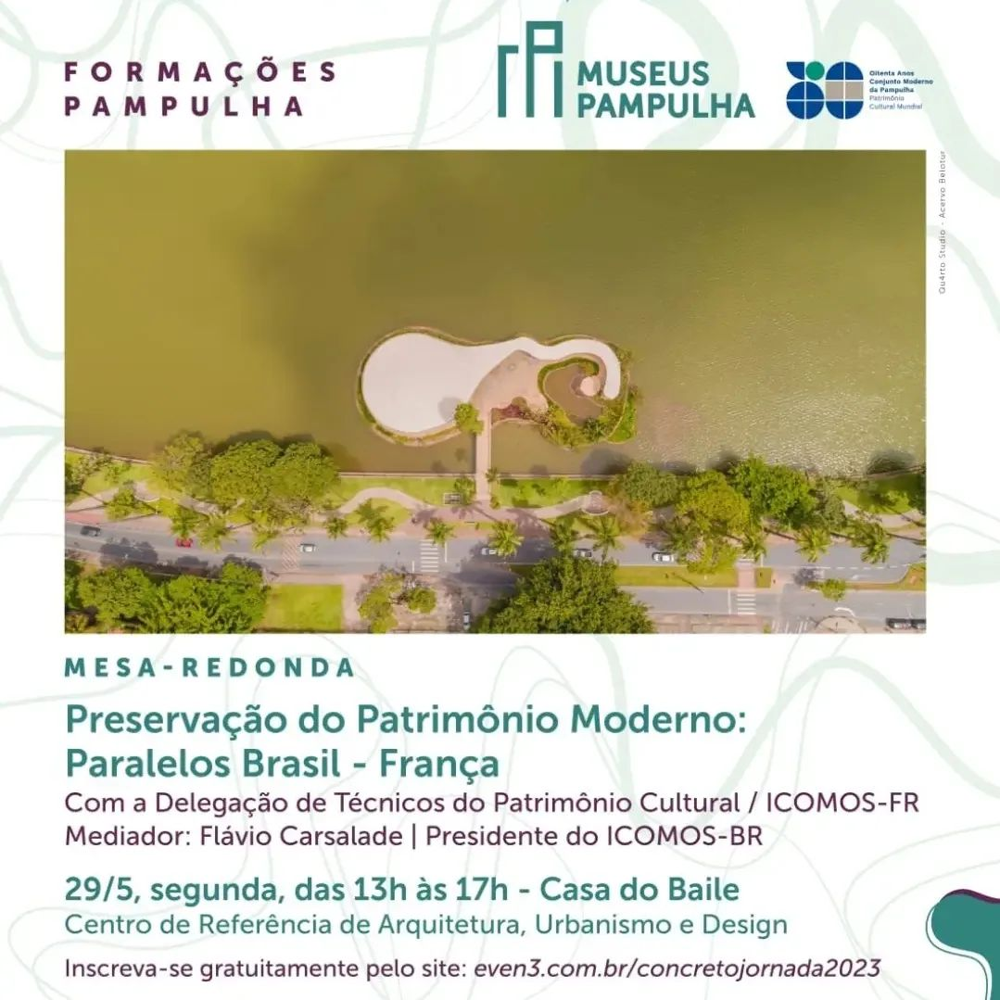 FORMAÇÕES
PAMPULHA
MUSEUS
PAMPULHA
Oitenta Anos
Conjunto Moderno
da Pampulha
Patrimônio
Cultural Mundial
Qu4rto Studio - Acervo Belotur
MESA-REDONDA
Preservação do Patrimônio Moderno:
Paralelos Brasil - França
Com a Delegação de Técnicos do Patrimônio Cultural / ICOMOS-FR
Mediador: Flávio Carsalade | Presidente do ICOMOS-BR
29/5, segunda, das 13h às 17h - Casa do Baile
Centro de Referência de Arquitetura, Urbanismo e Design
Inscreva-se gratuitamente pelo site: even3.com.br/concretojornada2023